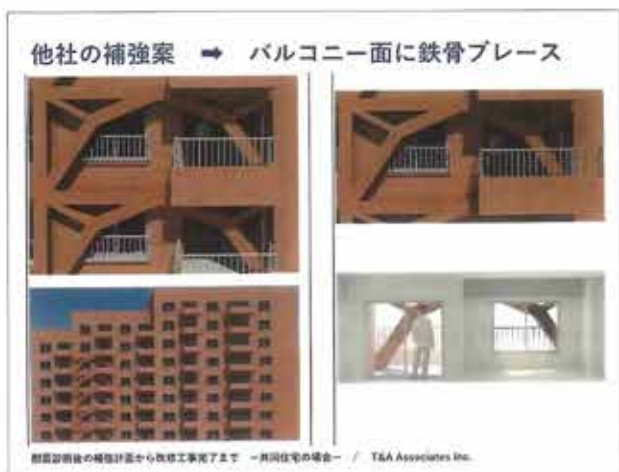 他社の補強案 ➡ バルコニー面に鉄骨ブレース
耐震診断後の補強計画から改修工事完了まで −共同住宅の場合− / T&A Associates Inc.